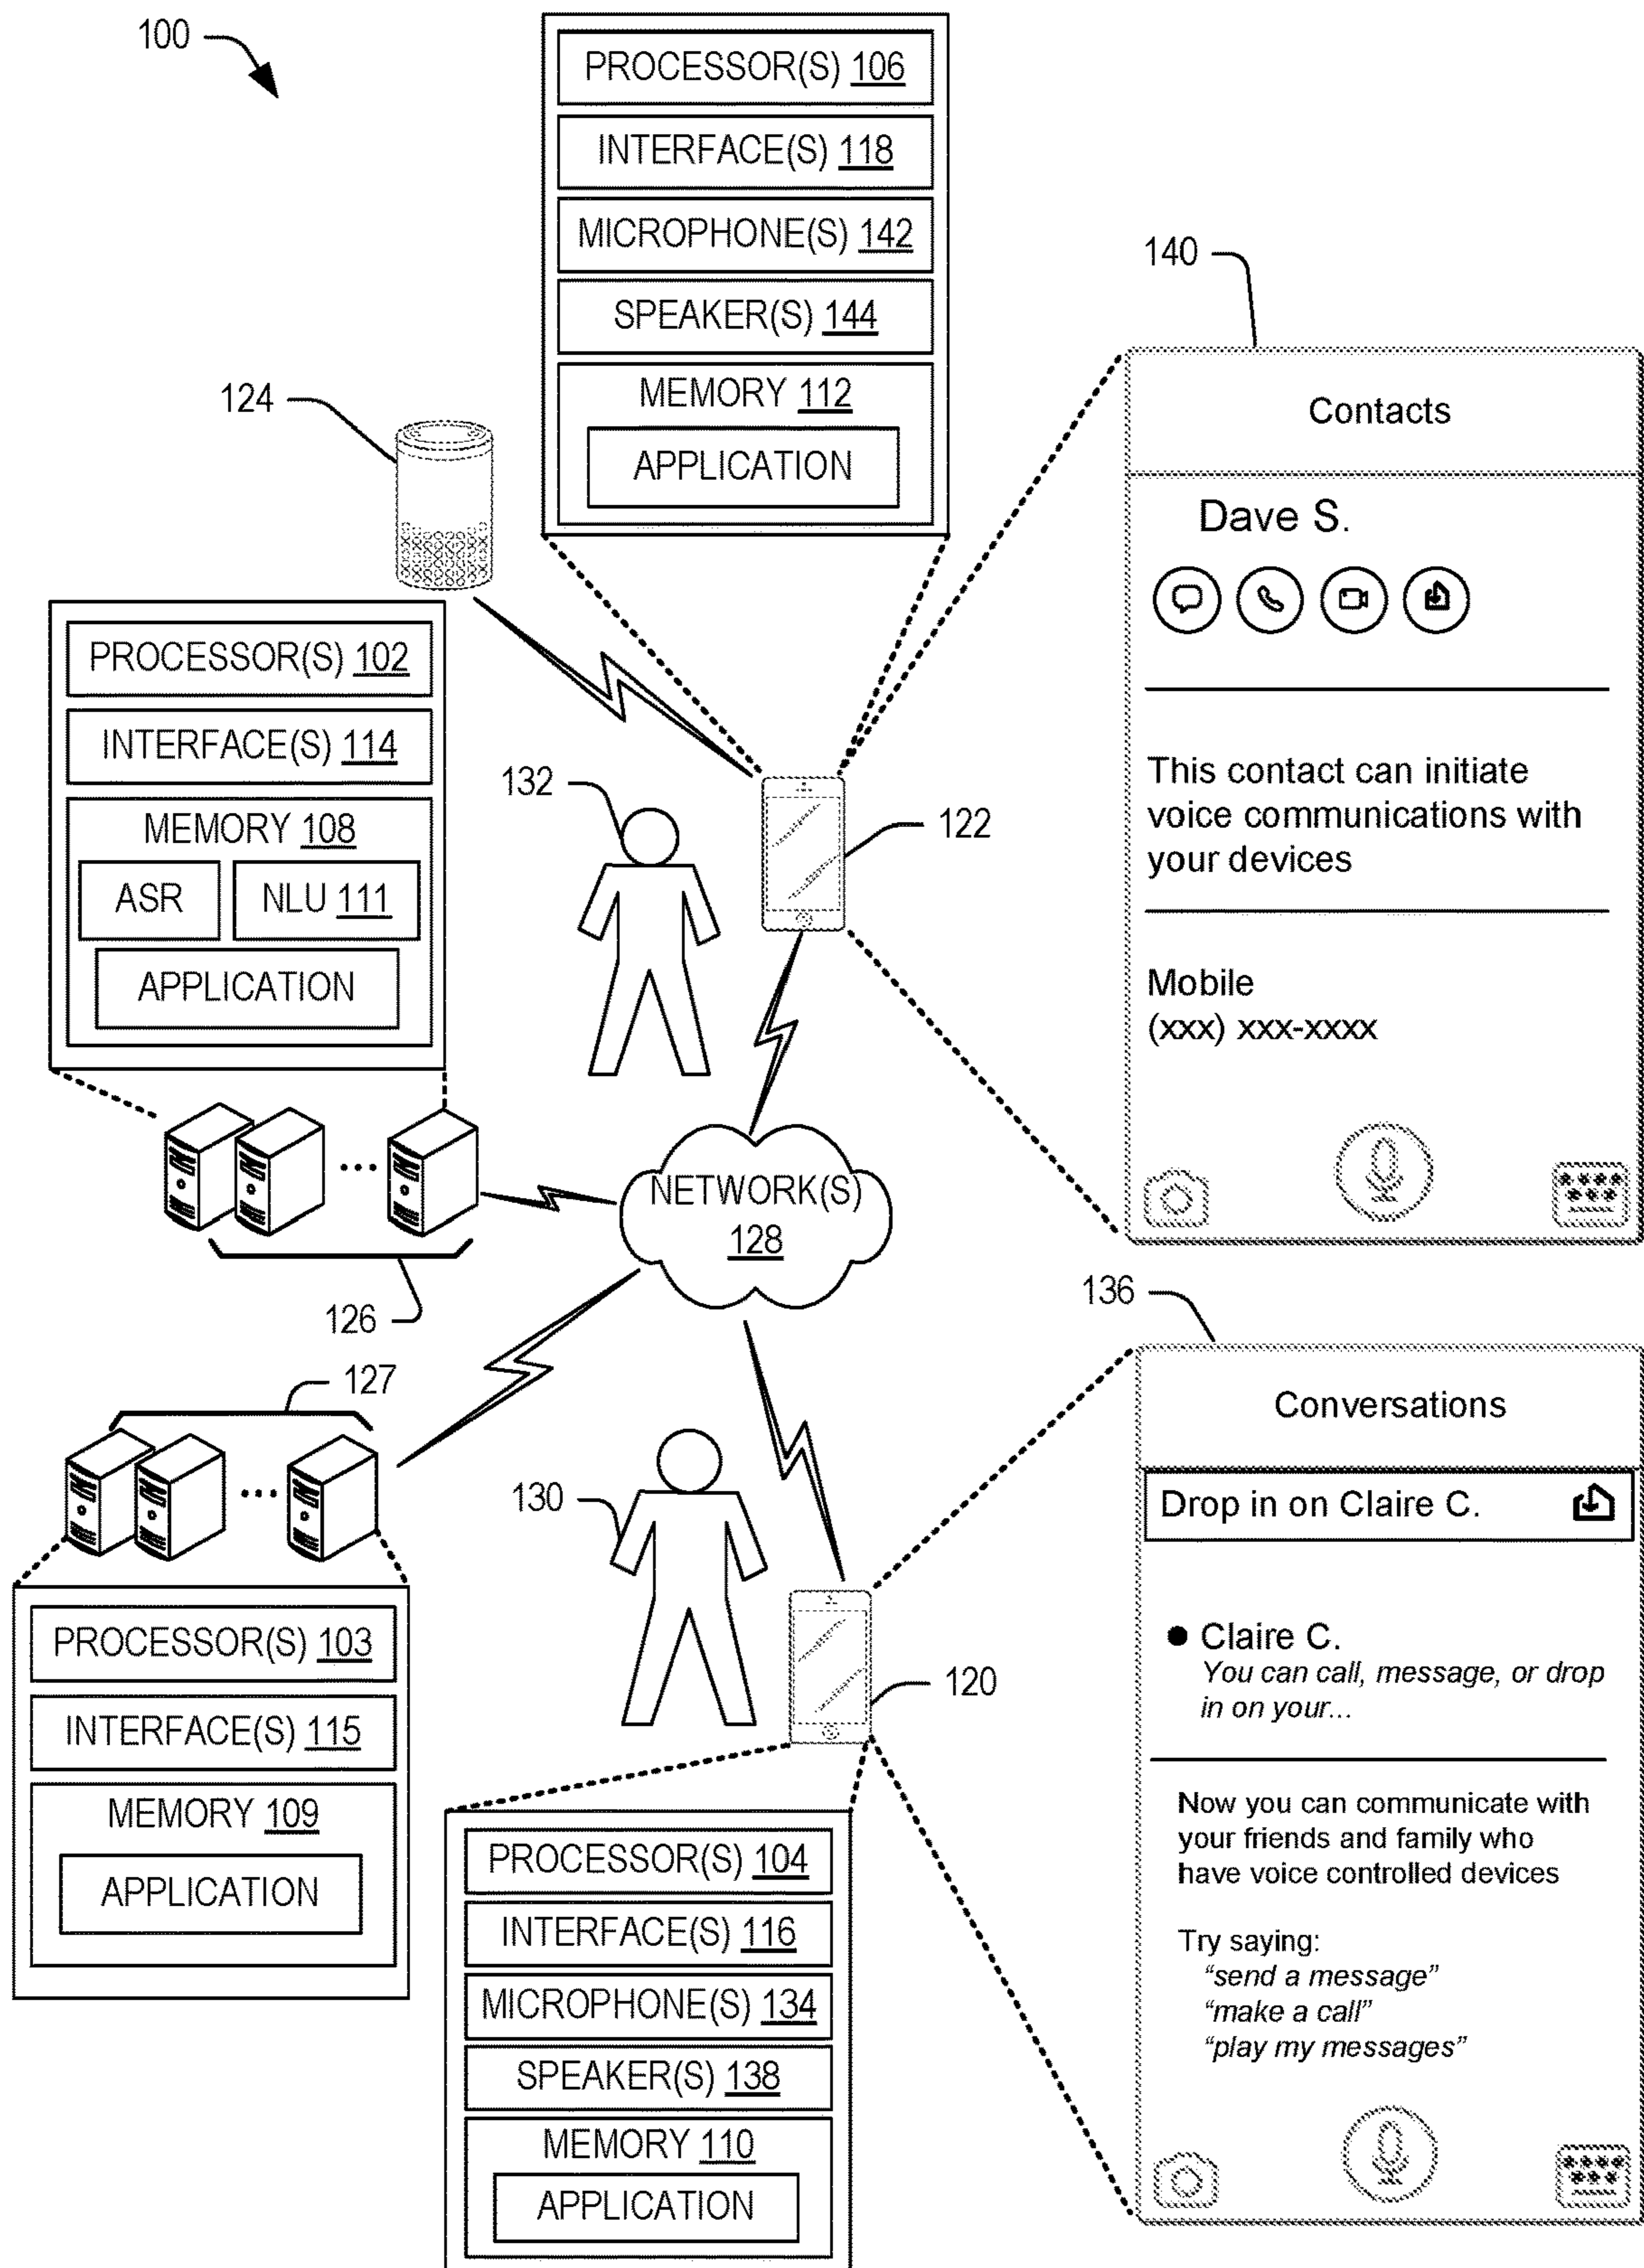 100
PROCESSOR(S) 106
INTERFACE(S) 118
MICROPHONE(S) 142
SPEAKER(S) 144
MEMORY 112
APPLICATION
124
140
Contacts
Dave S.
This contact can initiate
voice communications with
your devices
Mobile
(xxx) xxx-xxxx
PROCESSOR(S) 102
INTERFACE(S) 114
MEMORY 108
ASR
NLU 111
APPLICATION
132
122
126
NETWORK(S)
128
127
130
120
136
Conversations
Drop in on Claire C.
Claire C.
You can call, message, or drop
in on your...
Now you can communicate with
your friends and family who
have voice controlled devices
Try saying:
“send a message”
“make a call”
“play my messages”
PROCESSOR(S) 103
INTERFACE(S) 115
MEMORY 109
APPLICATION
PROCESSOR(S) 104
INTERFACE(S) 116
MICROPHONE(S) 134
SPEAKER(S) 138
MEMORY 110
APPLICATION